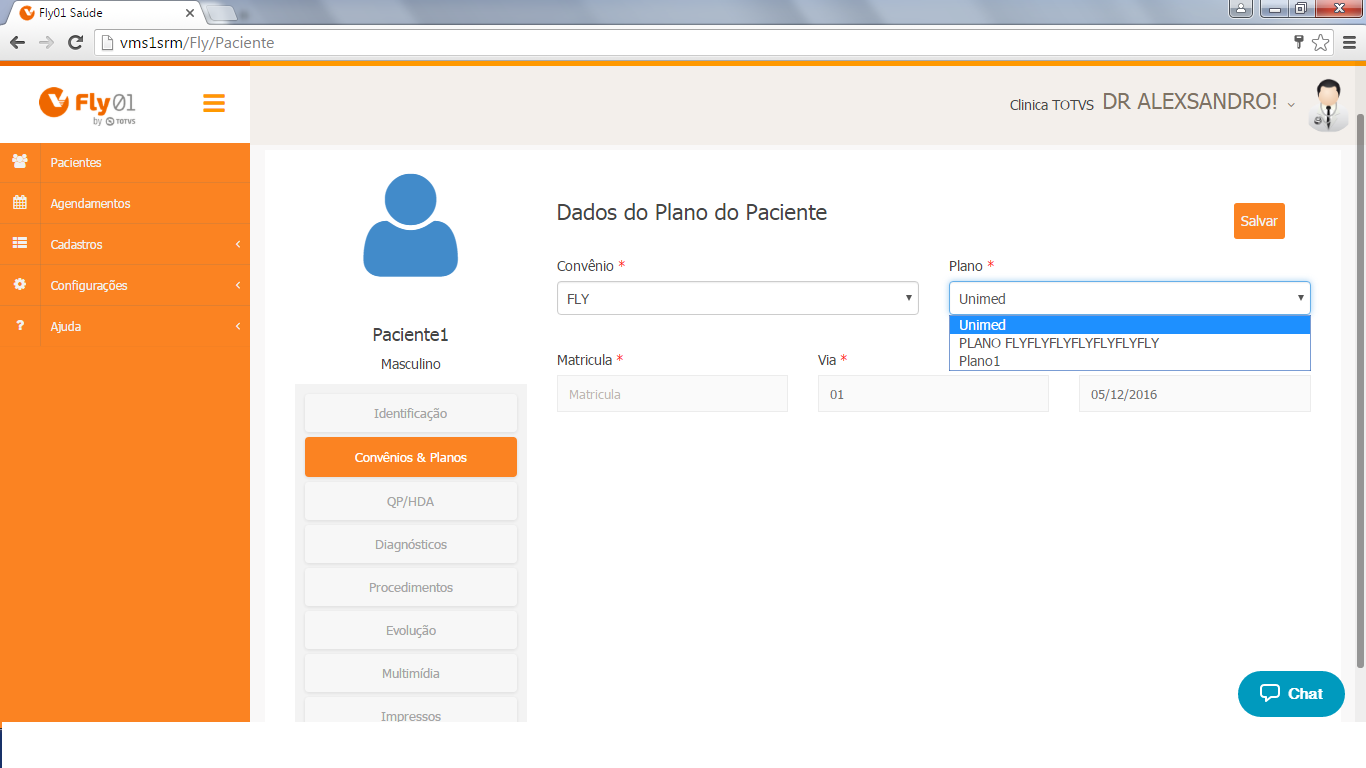 Fly01 Saúde
vms1srm/Fly/Paciente
Fly01
by TOTVS
Clinica TOTVS DR ALEXSANDRO!
Pacientes
Agendamentos
Cadastros
Configurações
Ajuda
Paciente1
Masculino
Identificação
Convênios & Planos
QP/HDA
Diagnósticos
Procedimentos
Evolução
Multimídia
Impressos
Dados do Plano do Paciente
Salvar
Convênio *
Plano *
FLY
Unimed
Unimed
PLANO FLYFLYFLYFLYFLYFLYFLY
Plano1
Matricula *
Via *
Matricula
01
05/12/2016
Chat